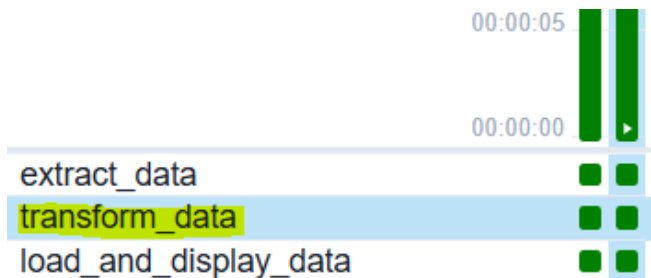 00:00:05
00:00:00
extract_data
transform_data
load_and_display_data